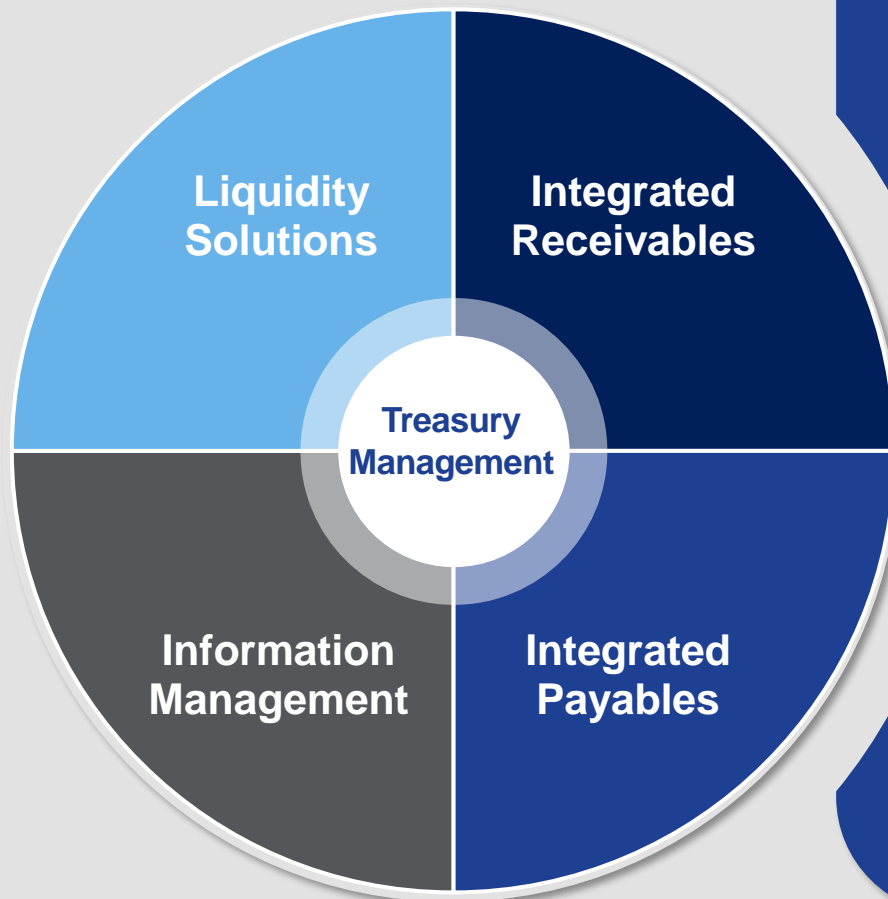 Liquidity
Solutions
Integrated
Receivables
Treasury
Management
Information
Management
Integrated
Payables